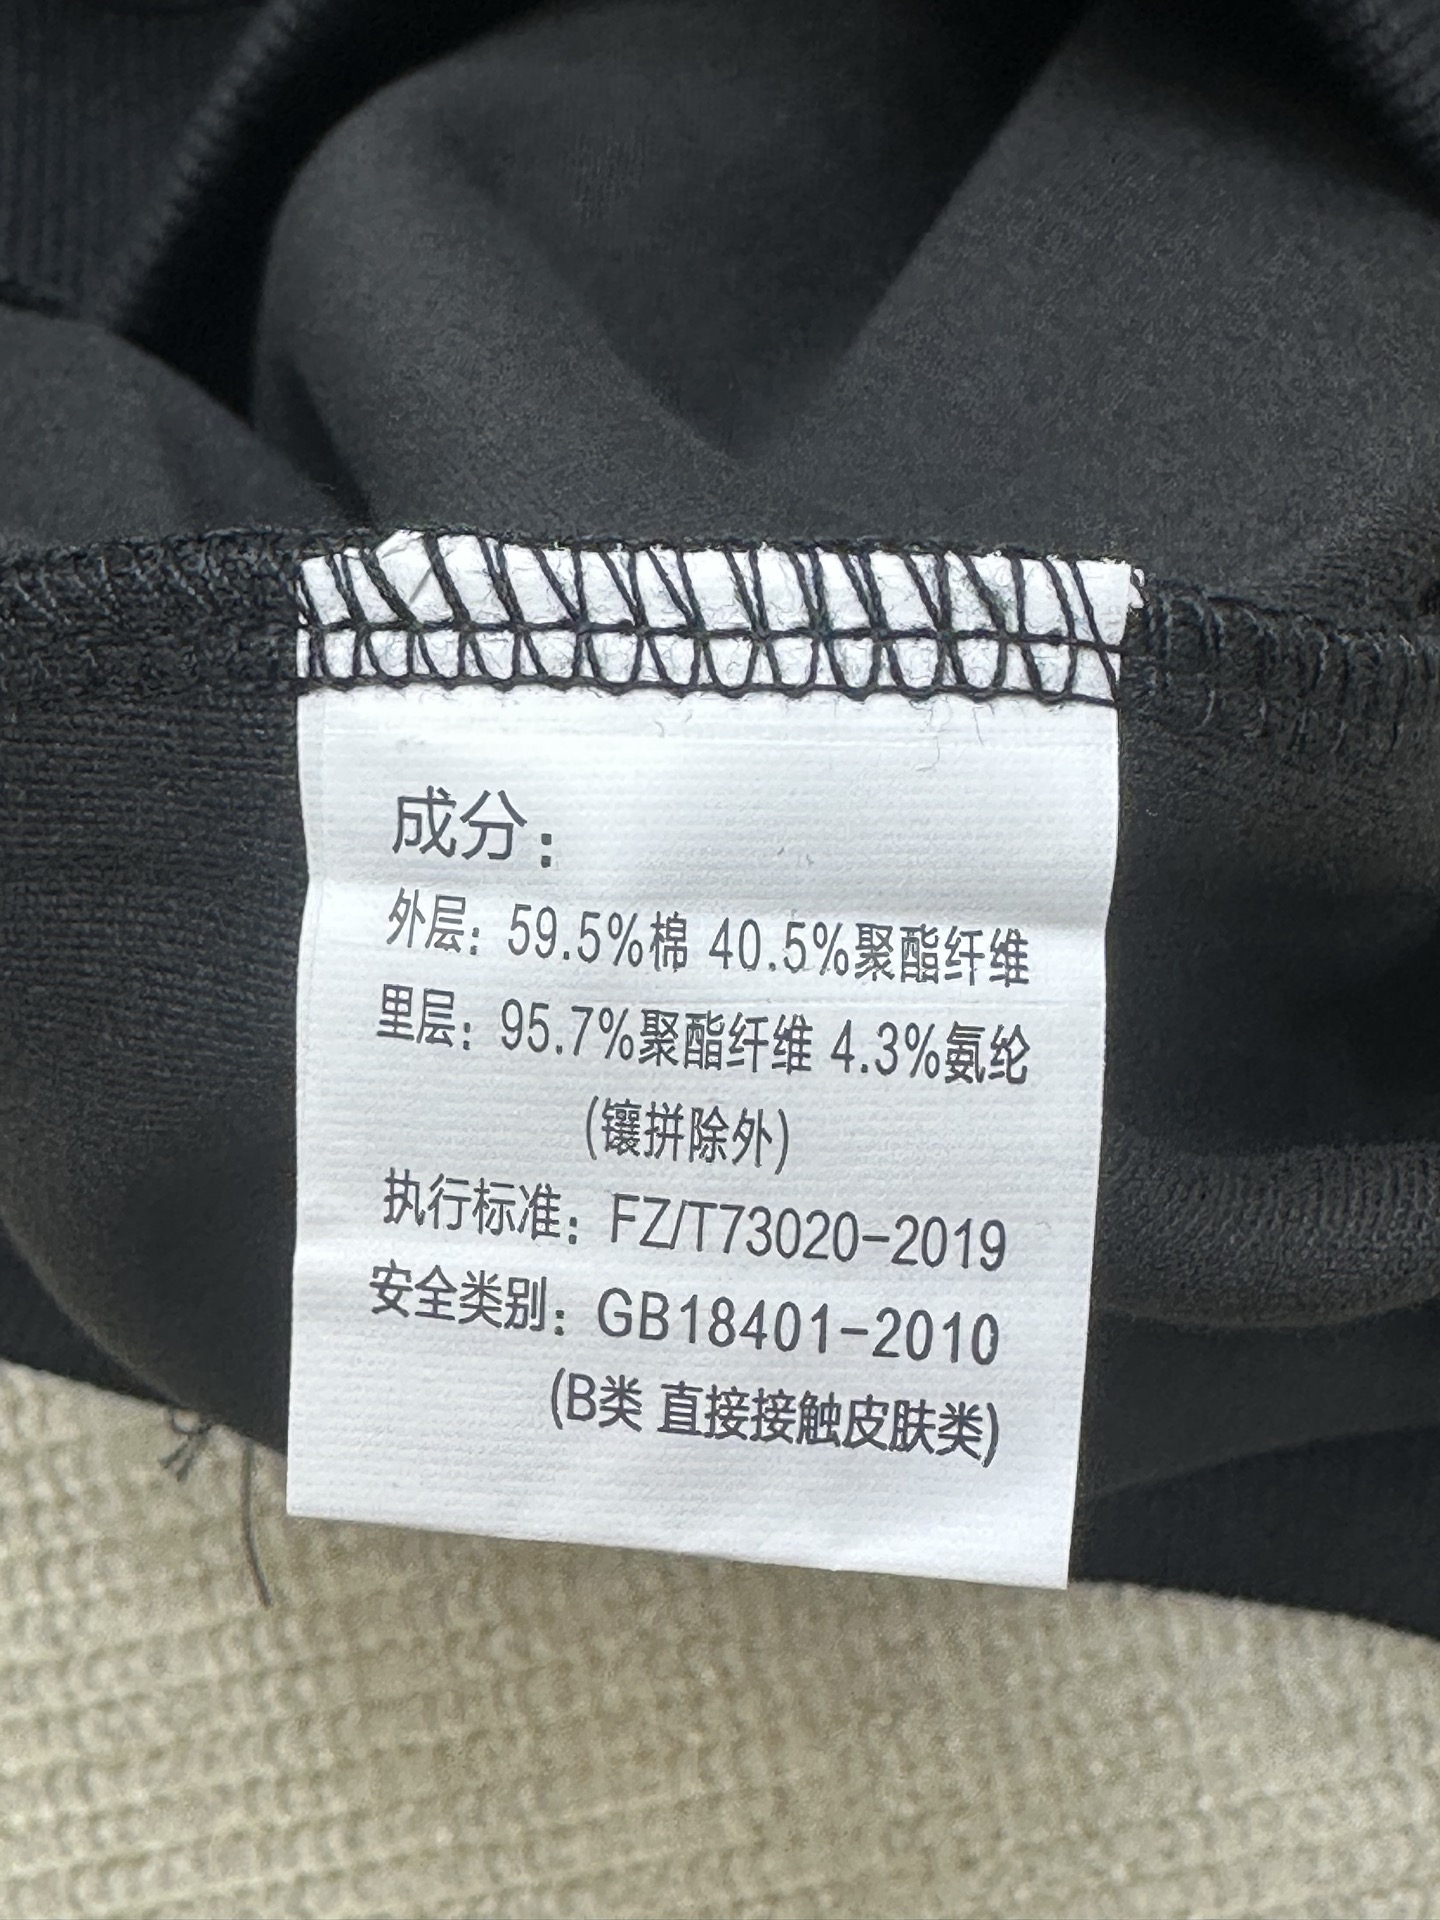 成分：
外层：59.5%棉 40.5%聚酯纤维
里层：95.7%聚酯纤维 4.3%氨纶
(镶拼除外)
执行标准：FZ/T73020-2019
安全类别：GB18401-2010
(B类 直接接触皮肤类)